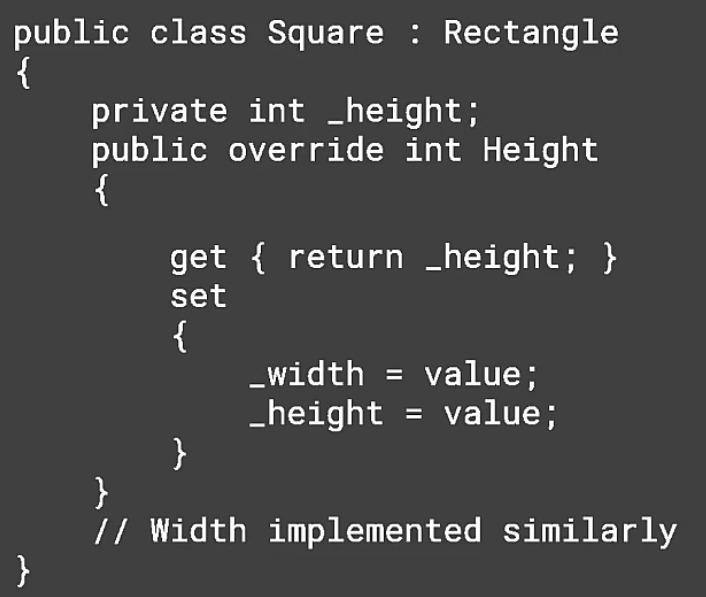 public class Square : Rectangle
{
    private int _height;
    public override int Height
    {
        get { return _height; }
        set
        {
            _width = value;
            _height = value;
        }
    }
    // Width implemented similarly
}